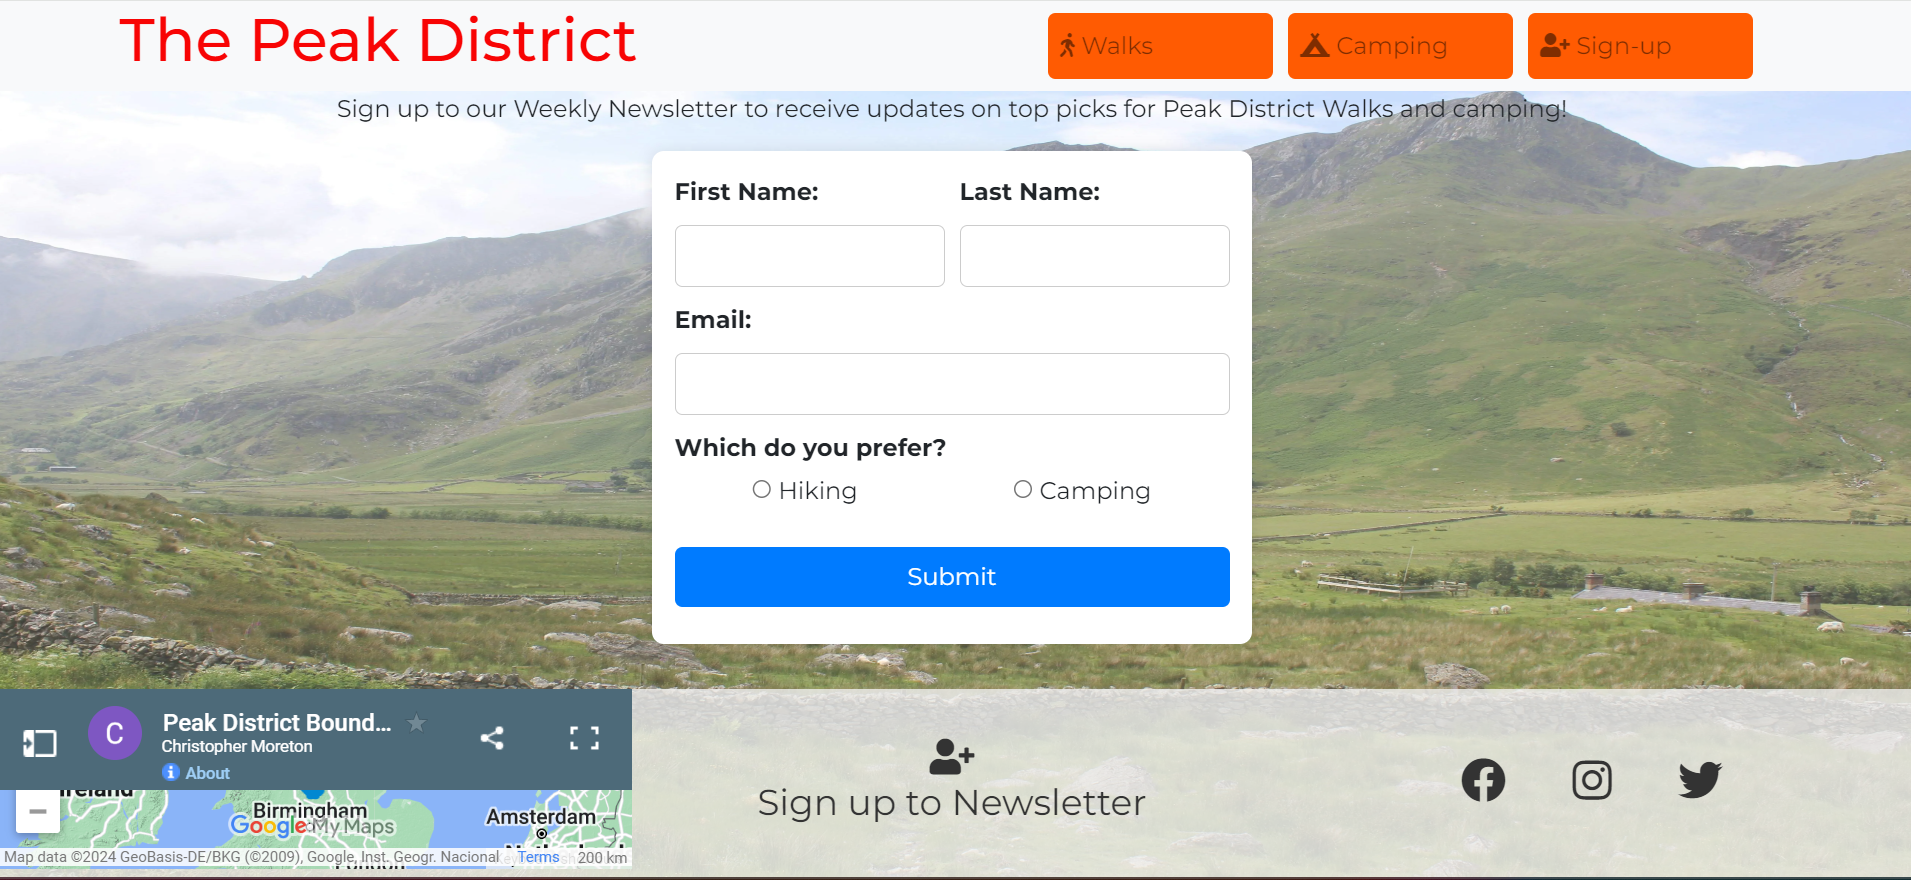 The Peak District
Walks
Camping
Sign-up
Sign up to our Weekly Newsletter to receive updates on top picks for Peak District Walks and camping!
First Name:
Last Name:
Email:
Which do you prefer?
Hiking
Camping
Submit
C
Peak District Bound...
Christopher Moreton
About
Birmingham
Google My Maps
Amsterdam
Map data ©2024 GeoBasis-DE/BKG (©2009), Google, Inst. Geogr. Nacional
Terms
200 km
Sign up to Newsletter